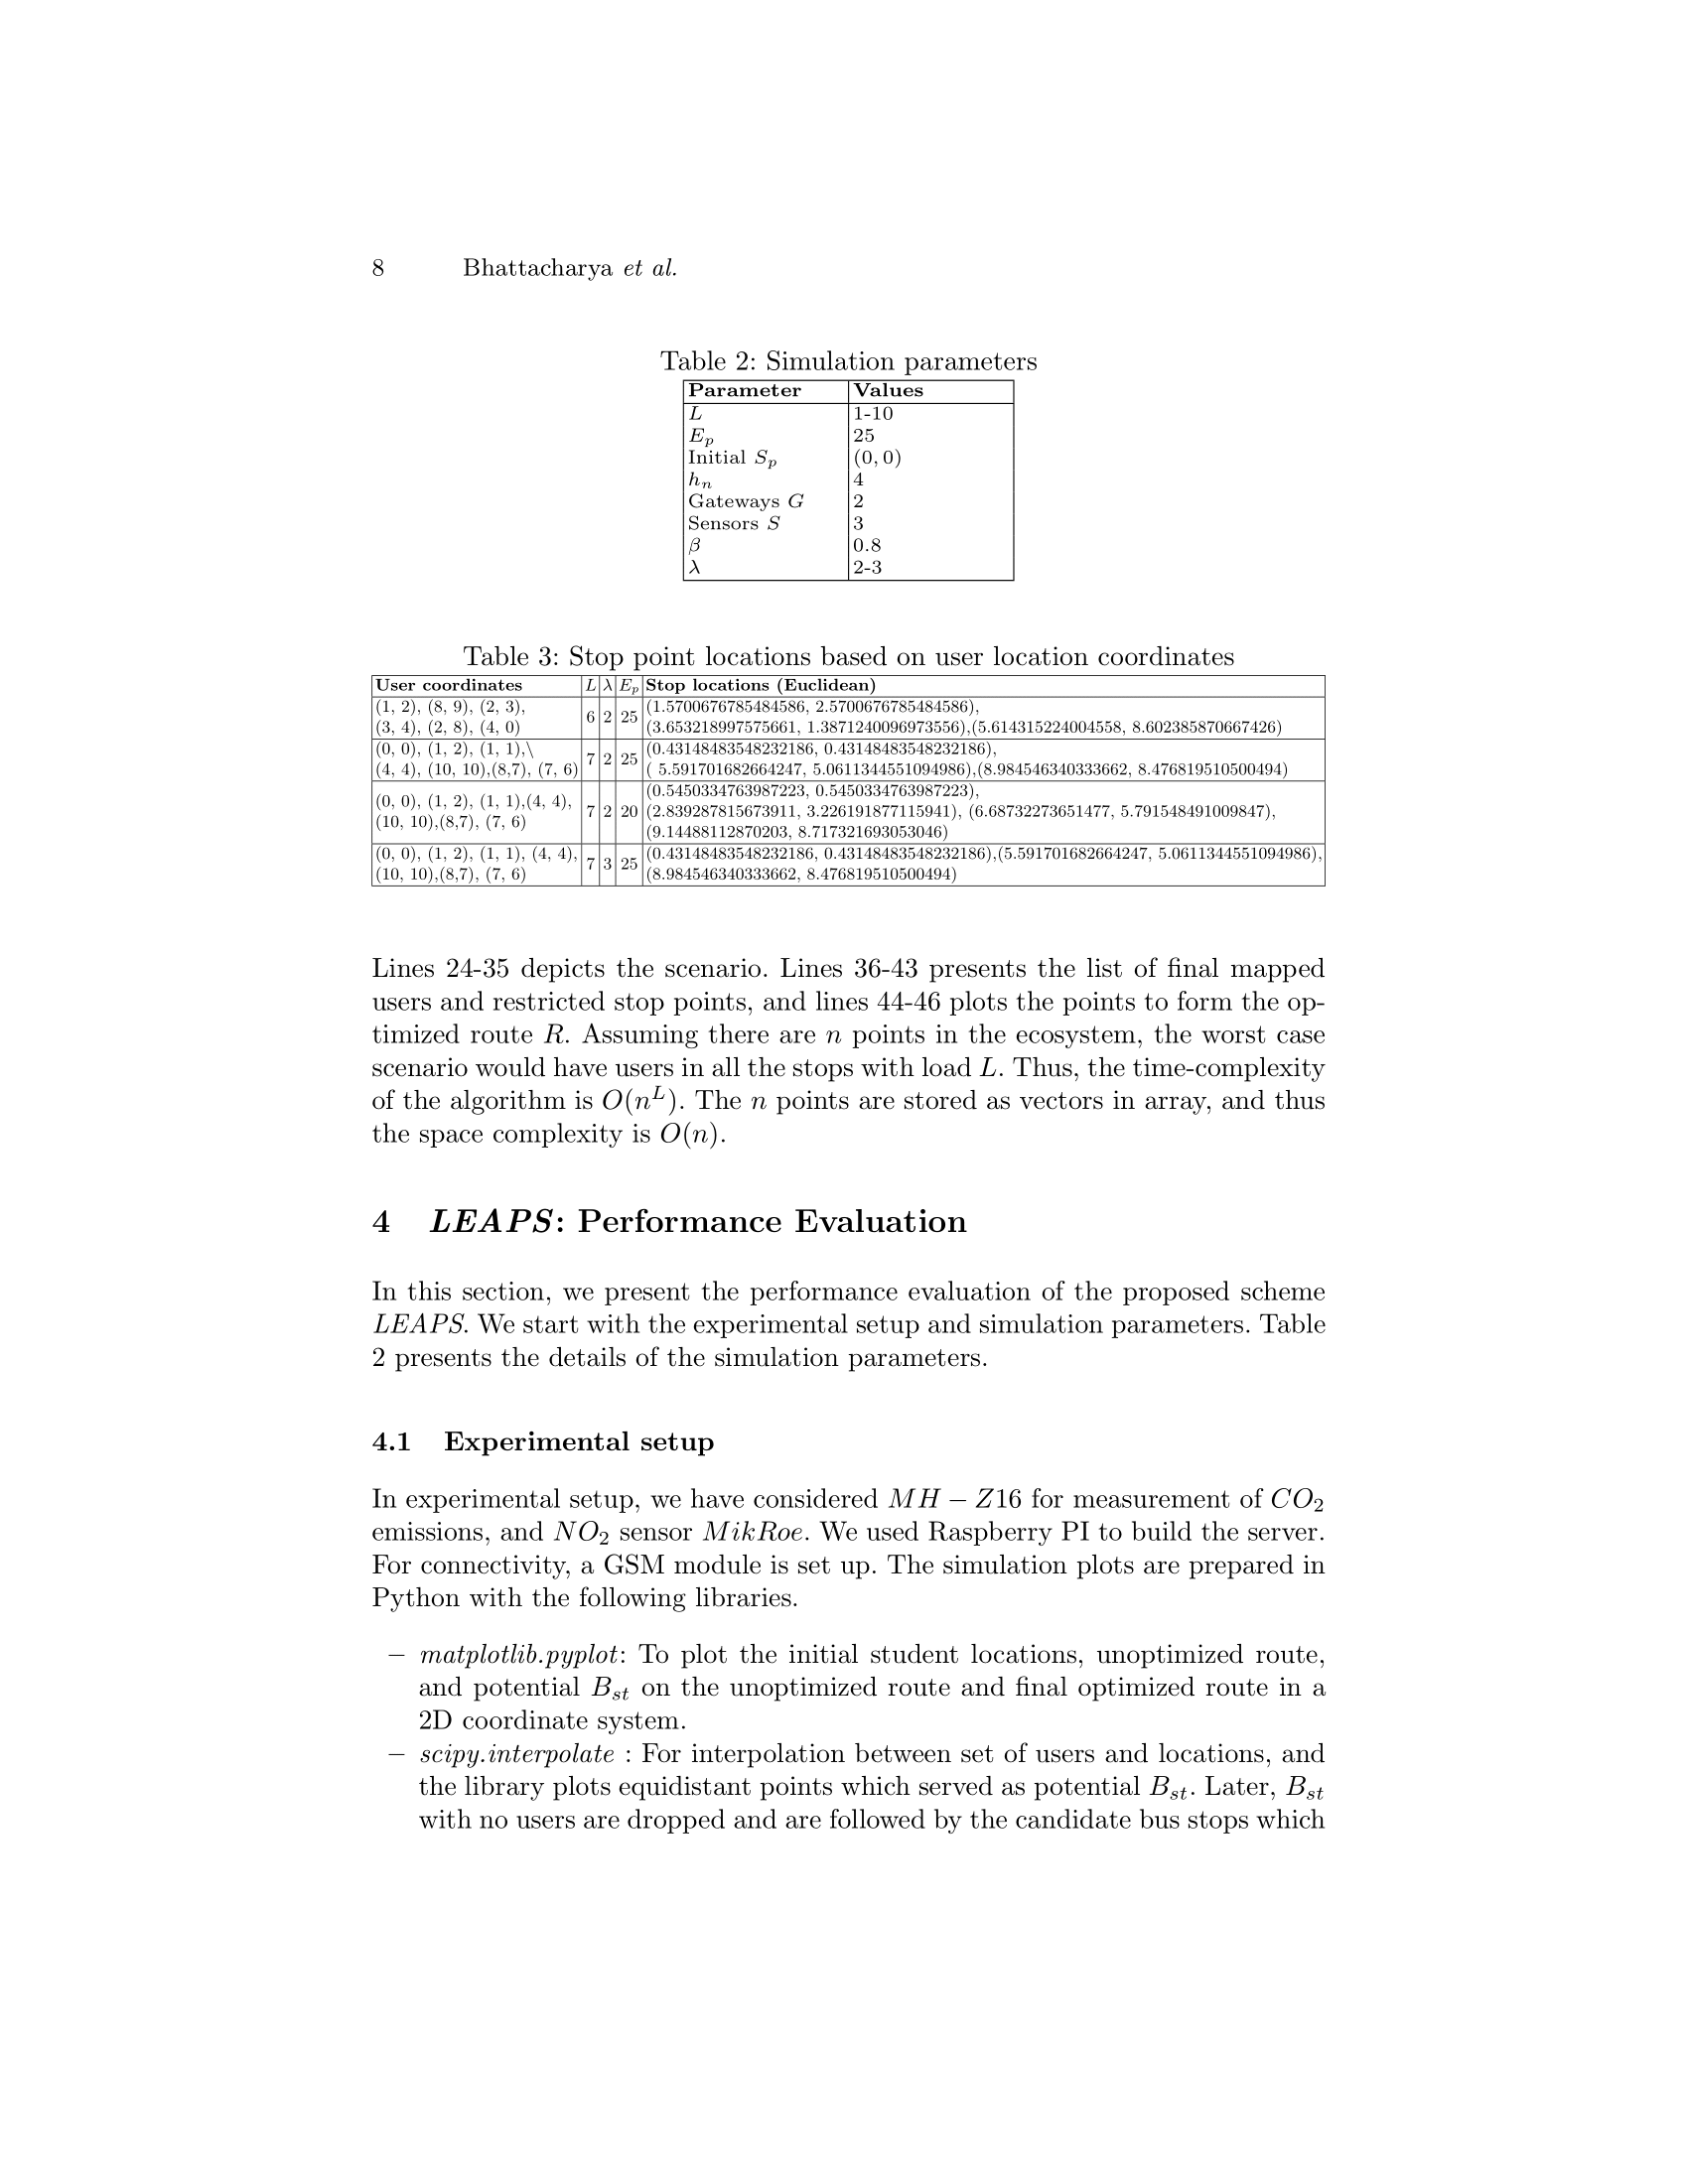 8 Bhattacharya et al.
Table 2: Simulation parameters
Parameter Values
L 1-10
E_p 25
Initial S_p (0, 0)
h_n 4
Gateways G 2
Sensors S 3
β 0.8
λ 2-3
Table 3: Stop point locations based on user location coordinates
User coordinates L λ E_p Stop locations (Euclidean)
(1, 2), (8, 9), (2, 3),
(3, 4), (2, 8), (4, 0)
6 2 25
(1.5700676785484586, 2.5700676785484586),
(3.653218997575661, 1.3871240096973556),(5.614315224004558, 8.602385870667426)
(0, 0), (1, 2), (1, 1),\
(4, 4), (10, 10),(8,7), (7, 6)
7 2 25
(0.43148483548232186, 0.43148483548232186),
( 5.591701682664247, 5.0611344551094986),(8.984546340333662, 8.476819510500494)
(0, 0), (1, 2), (1, 1),(4, 4),
(10, 10),(8,7), (7, 6)
7 2 20
(0.5450334763987223, 0.5450334763987223),
(2.839287815673911, 3.226191877115941), (6.68732273651477, 5.791548491009847),
(9.14488112870203, 8.717321693053046)
(0, 0), (1, 2), (1, 1), (4, 4),
(10, 10),(8,7), (7, 6)
7 3 25
(0.43148483548232186, 0.43148483548232186),(5.591701682664247, 5.0611344551094986),
(8.984546340333662, 8.476819510500494)
Lines 24-35 depicts the scenario. Lines 36-43 presents the list of final mapped
users and restricted stop points, and lines 44-46 plots the points to form the op-
timized route R. Assuming there are n points in the ecosystem, the worst case
scenario would have users in all the stops with load L. Thus, the time-complexity
of the algorithm is O(n^L). The n points are stored as vectors in array, and thus
the space complexity is O(n).
4 LEAPS: Performance Evaluation
In this section, we present the performance evaluation of the proposed scheme
LEAPS. We start with the experimental setup and simulation parameters. Table
2 presents the details of the simulation parameters.
4.1 Experimental setup
In experimental setup, we have considered MH − Z16 for measurement of CO₂
emissions, and NO₂ sensor MikRoe. We used Raspberry PI to build the server.
For connectivity, a GSM module is set up. The simulation plots are prepared in
Python with the following libraries.
– matplotlib.pyplot: To plot the initial student locations, unoptimized route,
and potential B_st on the unoptimized route and final optimized route in a
2D coordinate system.
– scipy.interpolate : For interpolation between set of users and locations, and
the library plots equidistant points which served as potential B_st. Later, B_st
with no users are dropped and are followed by the candidate bus stops which